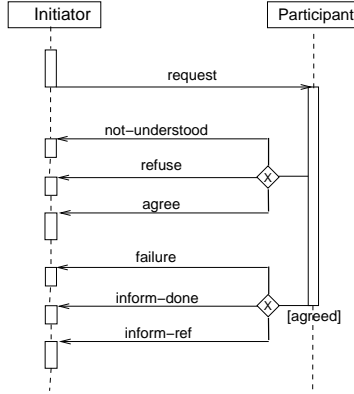 Initiator
Participant
request
not−understood
refuse
X
agree
failure
inform−done
X
[agreed]
inform−ref